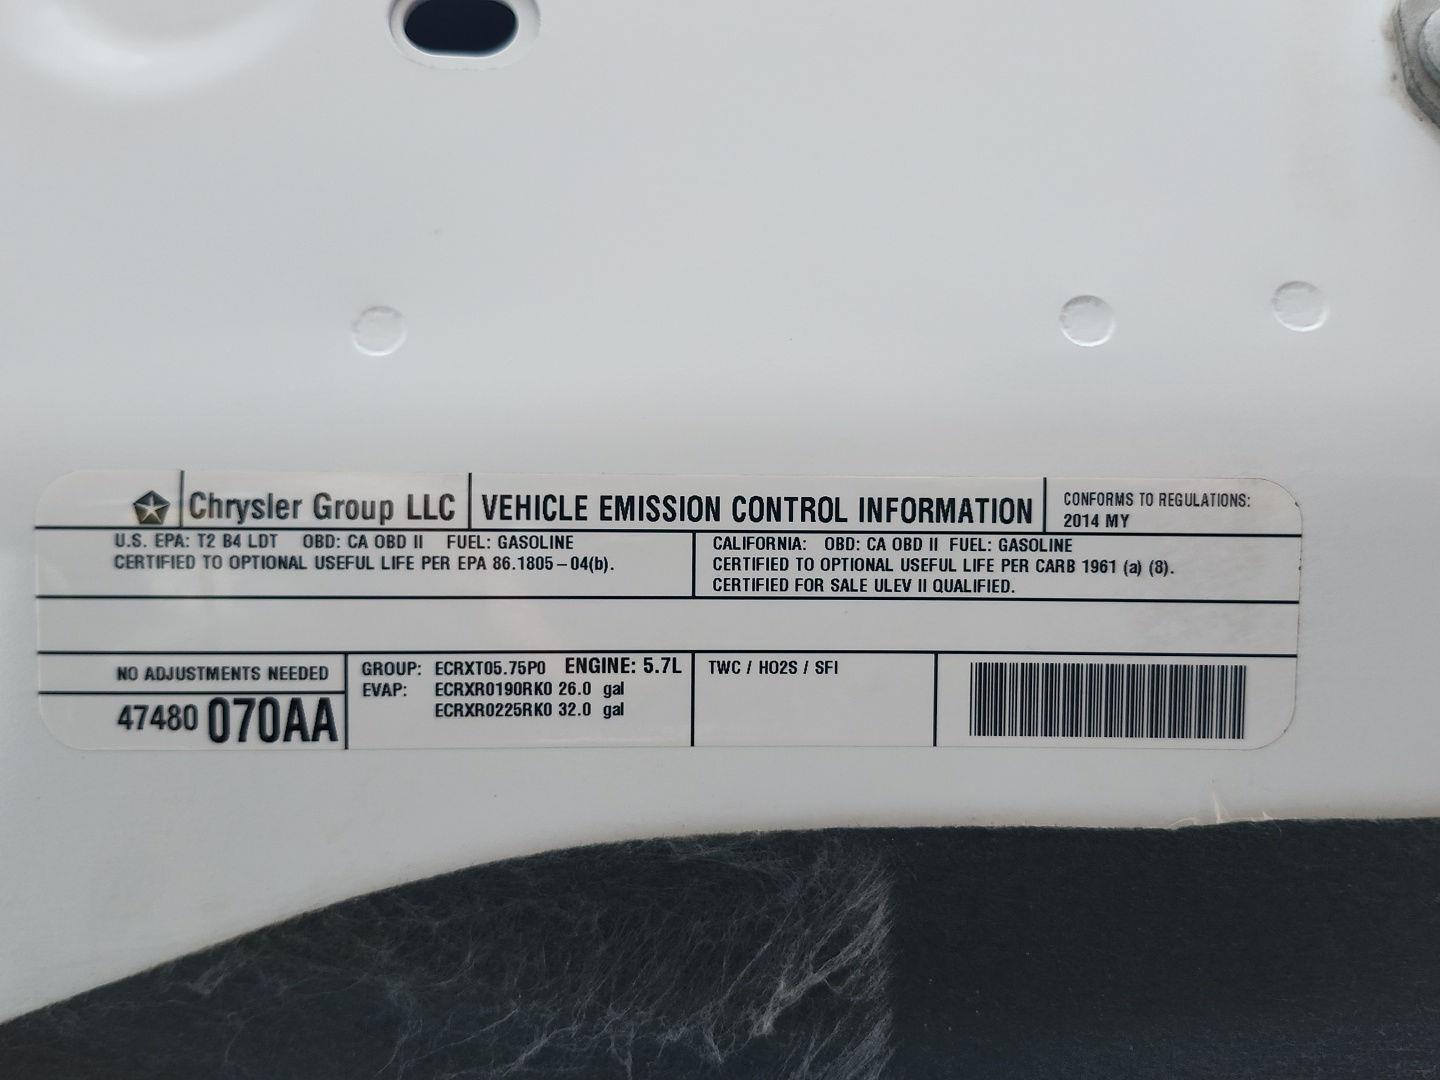 Chrysler Group LLC VEHICLE EMISSION CONTROL INFORMATION CONFORMS TO REGULATIONS:
2014 MY
U.S. EPA: T2 B4 LDT OBD: CA OBD II FUEL: GASOLINE
CERTIFIED TO OPTIONAL USEFUL LIFE PER EPA 86.1805-04(b).
CALIFORNIA: OBD: CA OBD II FUEL: GASOLINE
CERTIFIED TO OPTIONAL USEFUL LIFE PER CARB 1961 (a) (8).
CERTIFIED FOR SALE ULEV II QUALIFIED.
NO ADJUSTMENTS NEEDED
47480 070AA
GROUP: ECRXT05.75P0 ENGINE: 5.7L
EVAP: ECRXR0190RK0 26.0 gal
ECRXR0225RK0 32.0 gal
TWC / HO2S / SFI